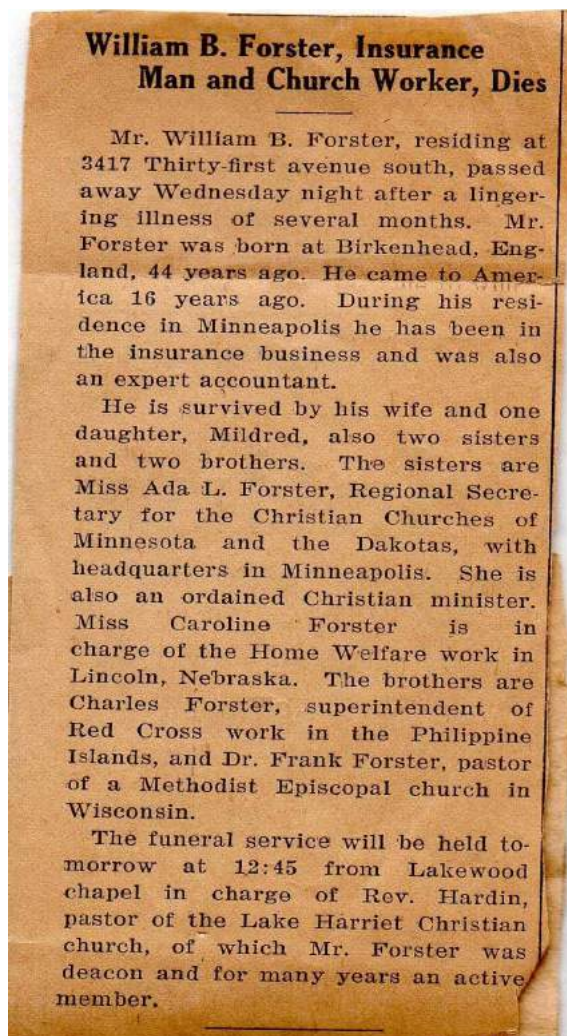 William B. Forster, Insurance
Man and Church Worker, Dies
Mr. William B. Forster, residing at
3417 Thirty-first avenue south, passed
away Wednesday night after a linger-
ing illness of several months. Mr.
Forster was born at Birkenhead, Eng-
land, 44 years ago. He came to Amer-
ica 16 years ago. During his resi-
dence in Minneapolis he has been in
the insurance business and was also
an expert accountant.
He is survived by his wife and one
daughter, Mildred, also two sisters
and two brothers. The sisters are
Miss Ada L. Forster, Regional Secre-
tary for the Christian Churches of
Minnesota and the Dakotas, with
headquarters in Minneapolis. She is
also an ordained Christian minister.
Miss Caroline Forster is in
charge of the Home Welfare work in
Lincoln, Nebraska. The brothers are
Charles Forster, superintendent of
Red Cross work in the Philippine
Islands, and Dr. Frank Forster, pastor
of a Methodist Episcopal church in
Wisconsin.
The funeral service will be held to-
morrow at 12:45 from Lakewood
chapel in charge of Rev. Hardin,
pastor of the Lake Harriet Christian
church, of which Mr. Forster was
deacon and for many years an active
member.